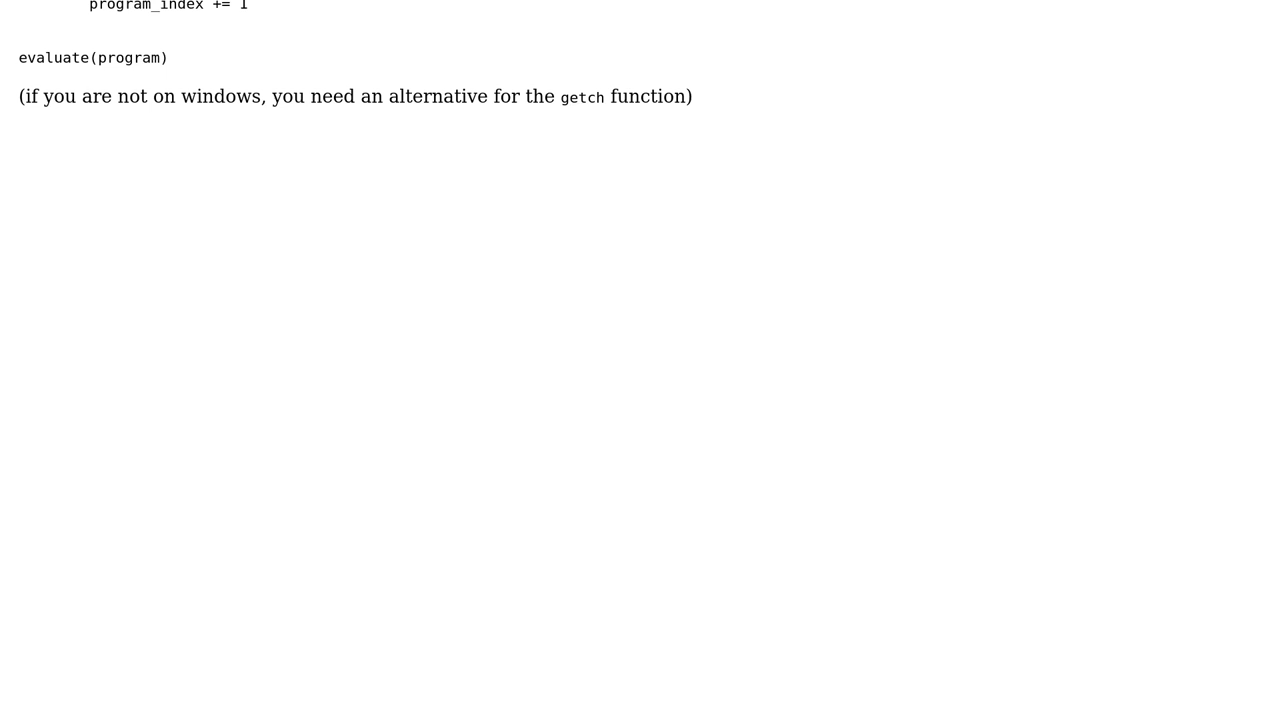 program_index += 1
evaluate(program)
(if you are not on windows, you need an alternative for the getch function)